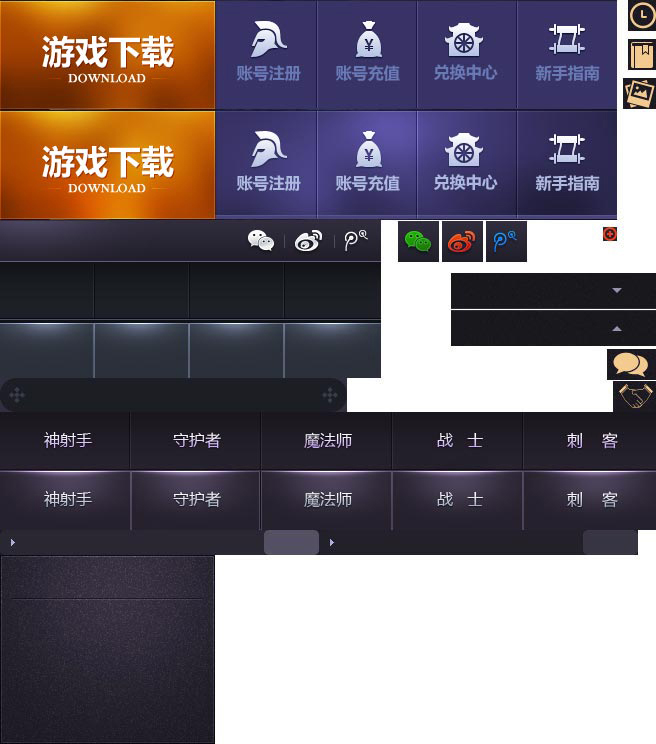 游戏下载
DOWNLOAD
账号注册 账号充值 兑换中心 新手指南
游戏下载
DOWNLOAD
账号注册 账号充值 兑换中心 新手指南
神射手 守护者 魔法师 战 士 刺 客
神射手 守护者 魔法师 战 士 刺 客